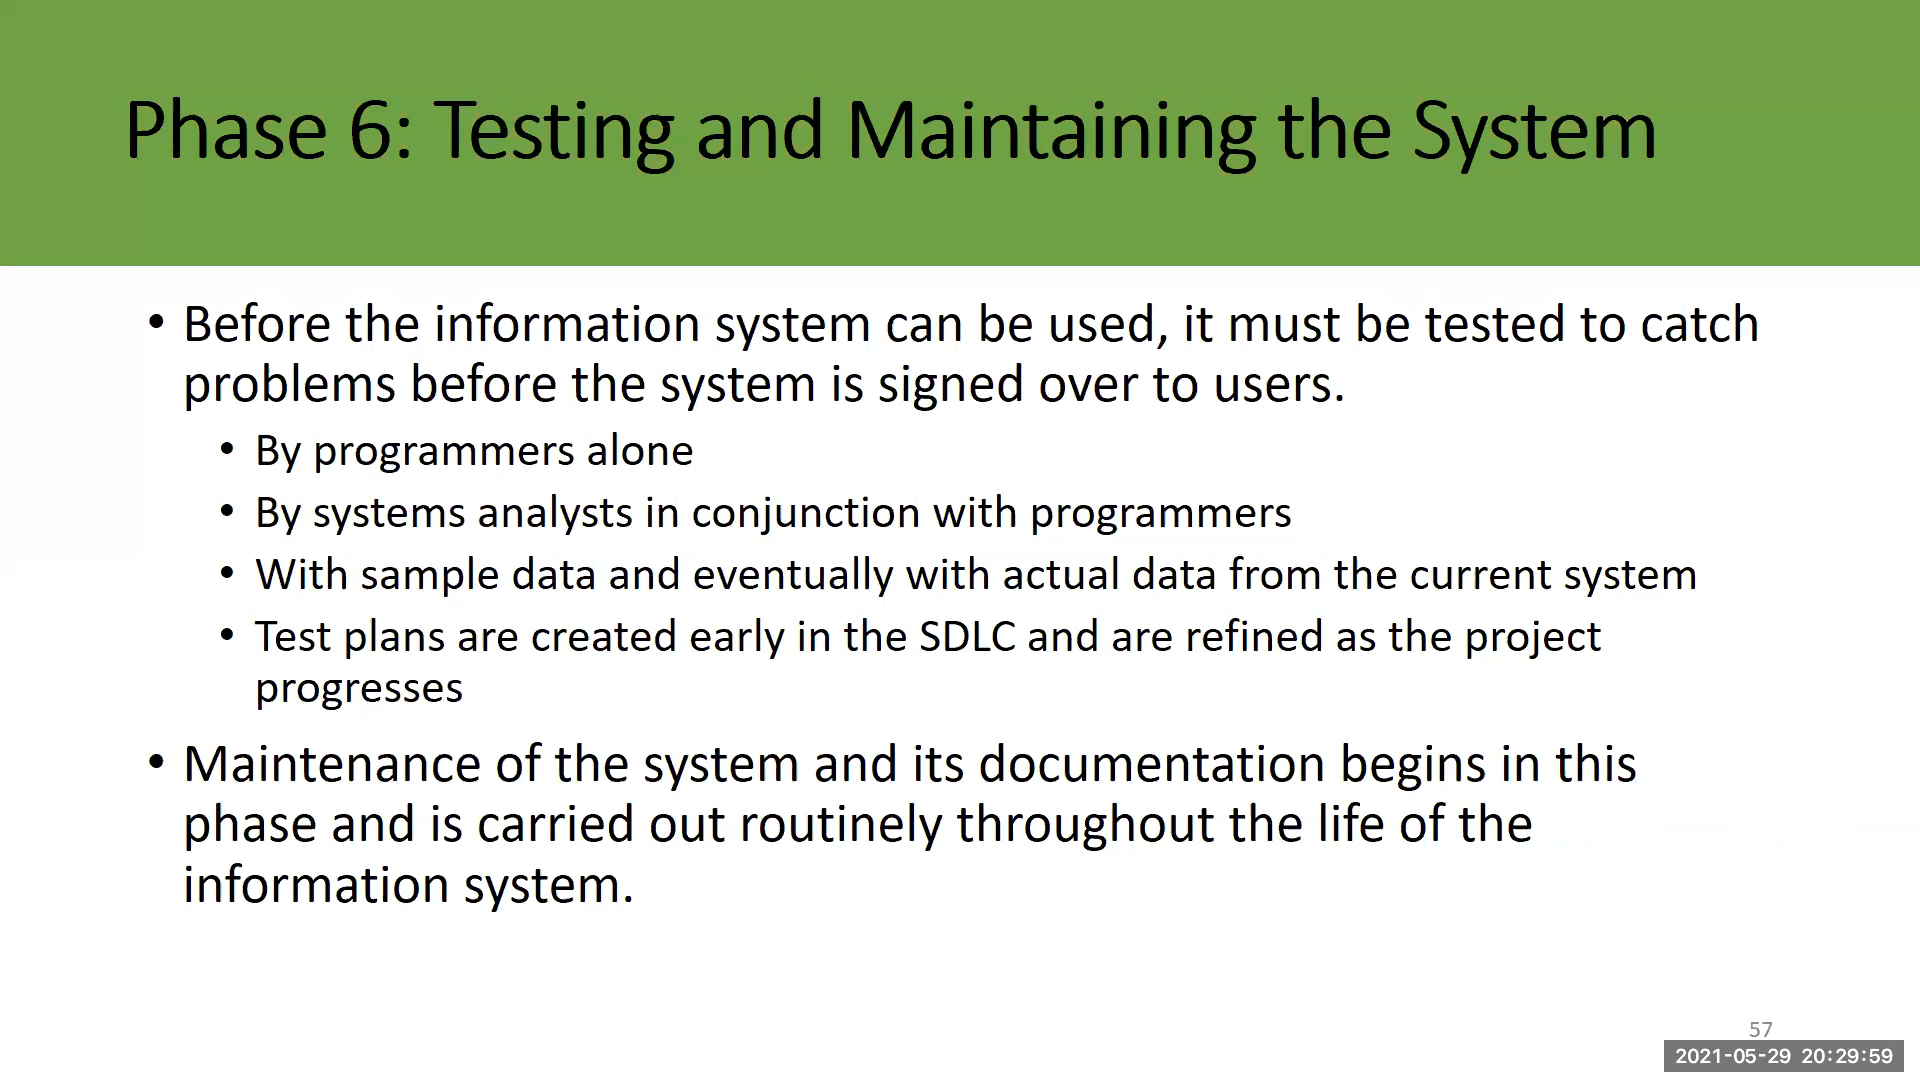 Phase 6: Testing and Maintaining the System
• Before the information system can be used, it must be tested to catch
problems before the system is signed over to users.
• By programmers alone
• By systems analysts in conjunction with programmers
• With sample data and eventually with actual data from the current system
• Test plans are created early in the SDLC and are refined as the project
progresses
• Maintenance of the system and its documentation begins in this
phase and is carried out routinely throughout the life of the
information system.
57
2021-05-29 20:29:59